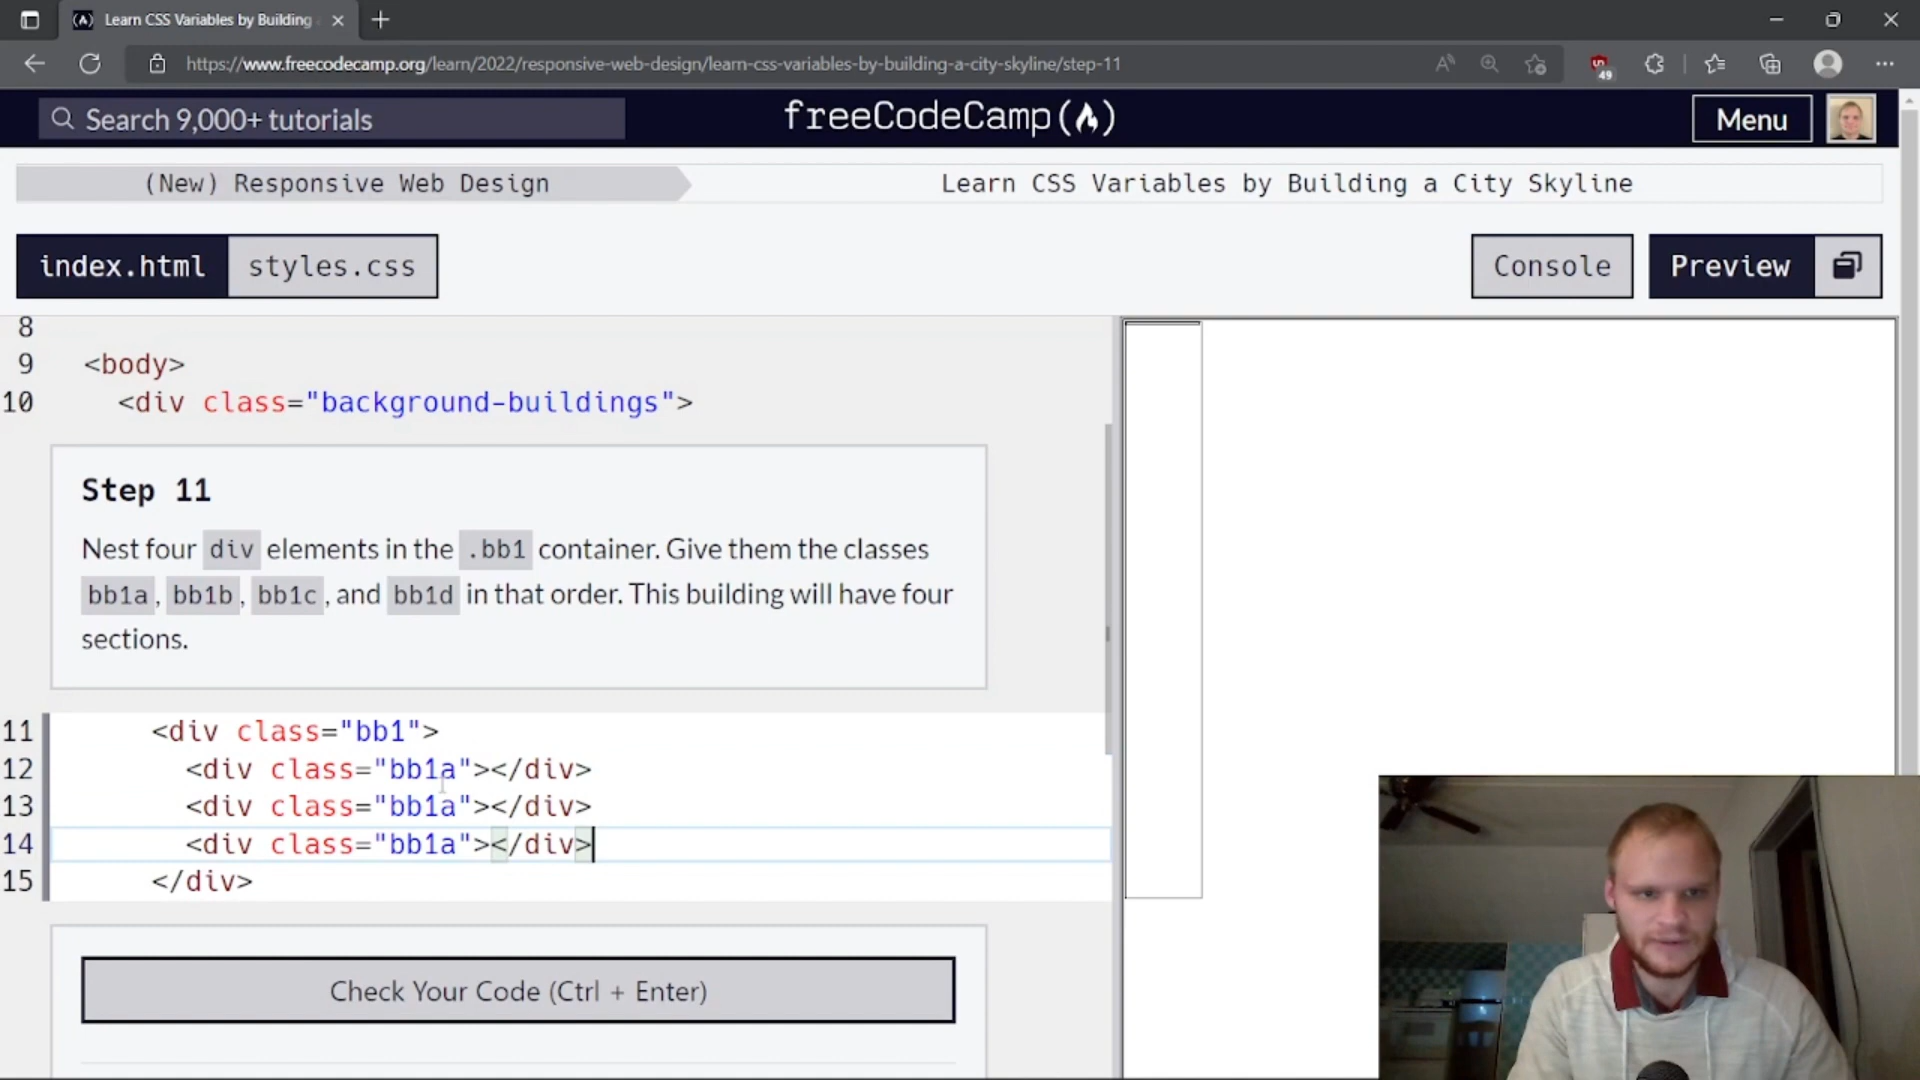 Learn CSS Variables by Building
https://www.freecodecamp.org/learn/2022/responsive-web-design/learn-css-variables-by-building-a-city-skyline/step-11
49
Search 9,000+ tutorials
freeCodeCamp
Menu
(New) Responsive Web Design
Learn CSS Variables by Building a City Skyline
index.html
styles.css
Console
Preview
8
9 <body>
10 <div class="background-buildings">
Step 11
Nest four div elements in the .bb1 container. Give them the classes
bb1a, bb1b, bb1c, and bb1d in that order. This building will have four
sections.
11 <div class="bb1">
12 <div class="bb1a"></div>
13 <div class="bb1a"></div>
14 <div class="bb1a"></div>
15 </div>
Check Your Code (Ctrl + Enter)